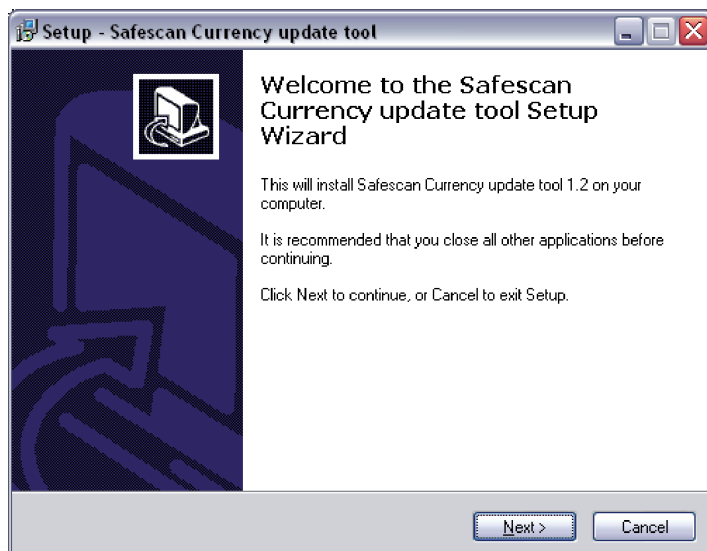 Setup - Safescan Currency update tool
Welcome to the Safescan
Currency update tool Setup
Wizard
This will install Safescan Currency update tool 1.2 on your
computer.
It is recommended that you close all other applications before
continuing.
Click Next to continue, or Cancel to exit Setup.
Next >
Cancel